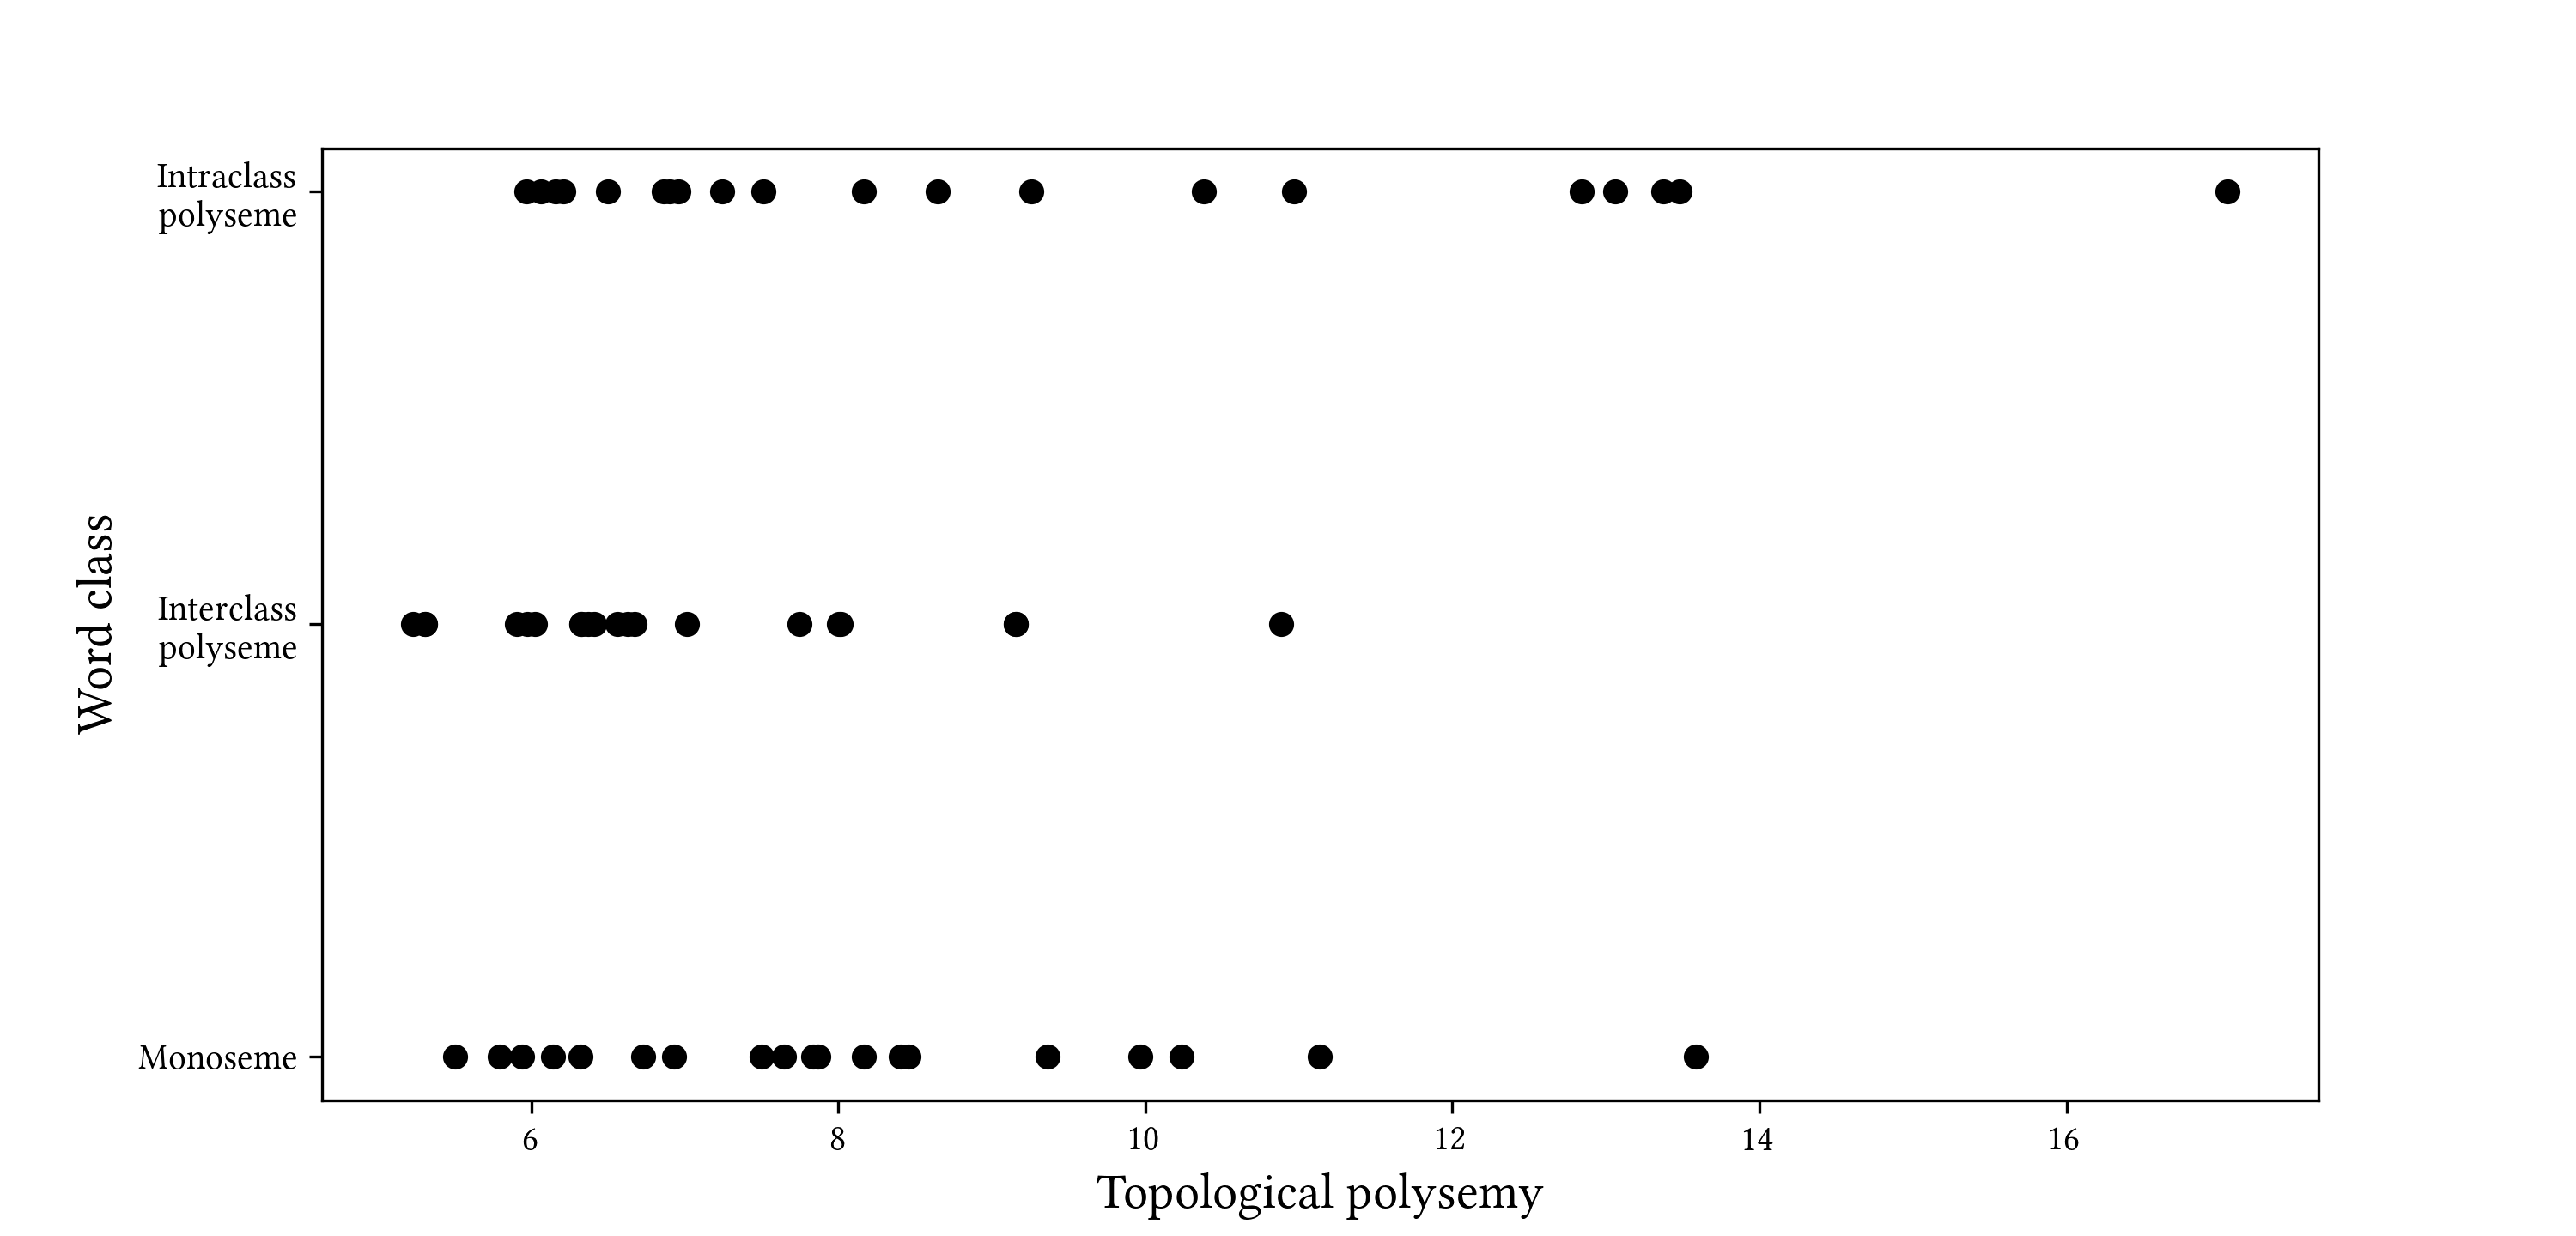 Intraclass
polyseme
Word class
Interclass
polyseme
Monoseme
6 8 10 12 14 16
Topological polysemy